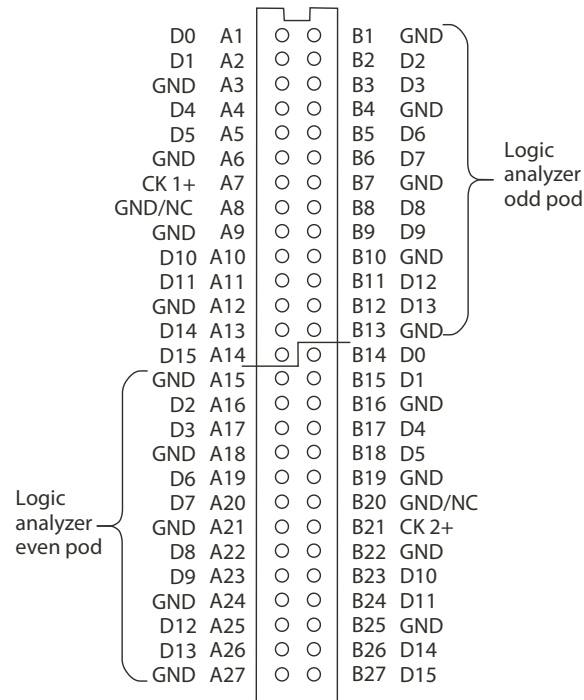 D0 A1 B1 GND
D1 A2 B2 D2
GND A3 B3 D3
D4 A4 B4 GND
D5 A5 B5 D6
GND A6 B6 D7
CK 1+ A7 B7 GND
GND/NC A8 B8 D8
GND A9 B9 D9
D10 A10 B10 GND
D11 A11 B11 D12
GND A12 B12 D13
D14 A13 B13 GND
D15 A14 B14 D0
GND A15 B15 D1
D2 A16 B16 GND
D3 A17 B17 D4
GND A18 B18 D5
D6 A19 B19 GND
D7 A20 B20 GND/NC
GND A21 B21 CK 2+
D8 A22 B22 GND
D9 A23 B23 D10
GND A24 B24 D11
D12 A25 B25 GND
D13 A26 B26 D14
GND A27 B27 D15
Logic
analyzer
odd pod
Logic
analyzer
even pod